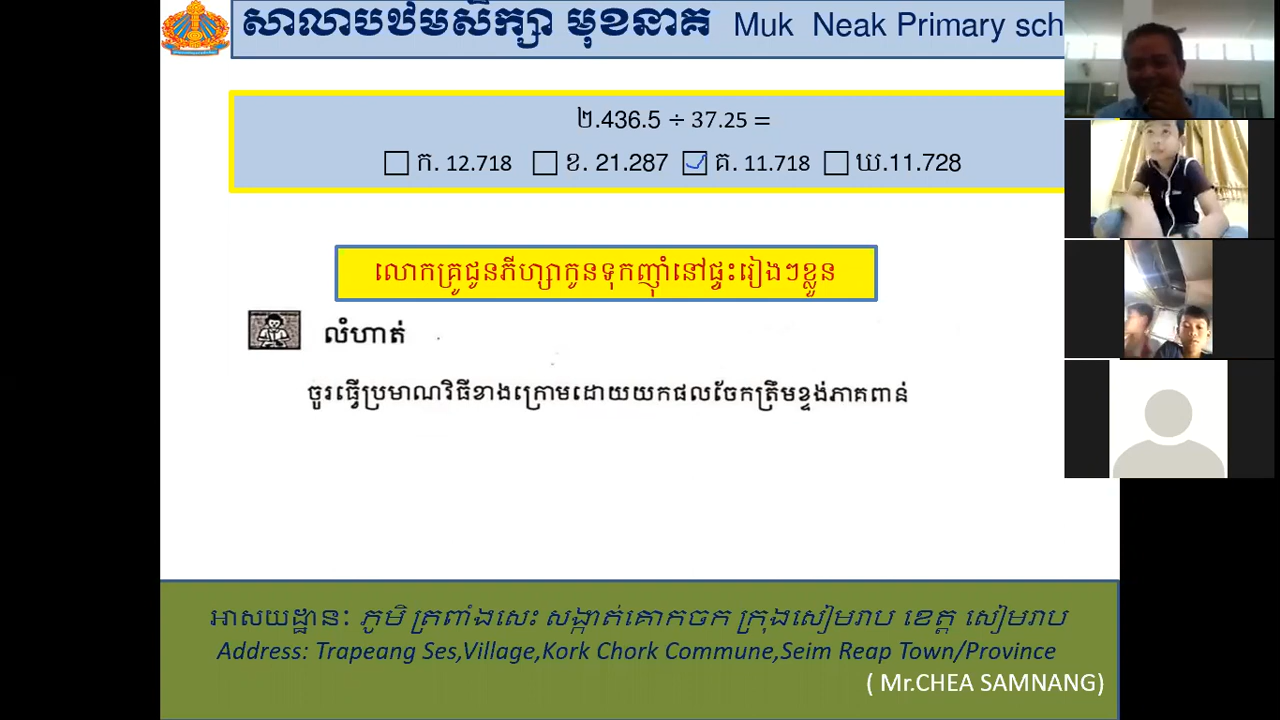 សាលាបឋមសិក្សា មុខនាគ Muk Neak Primary sch
២.436.5 ÷ 37.25 =
ក. 12.718 ខ. 21.287 គ. 11.718 ឃ.11.728
លោកគ្រូជូនភីហ្សាកូនទុកញ៉ាំនៅផ្ទះរៀងៗខ្លួន
លំហាត់
ចូរធ្វើប្រមាណវិធីខាងក្រោមដោយយកផលចែកត្រឹមខ្ទង់ភាគពាន់
អាសយដ្ឋាន: ភូមិ ត្រពាំងសេះ សង្កាត់គោកចក ក្រុងសៀមរាប ខេត្ត សៀមរាប
Address: Trapeang Ses,Village,Kork Chork Commune,Seim Reap Town/Province
( Mr.CHEA SAMNANG)